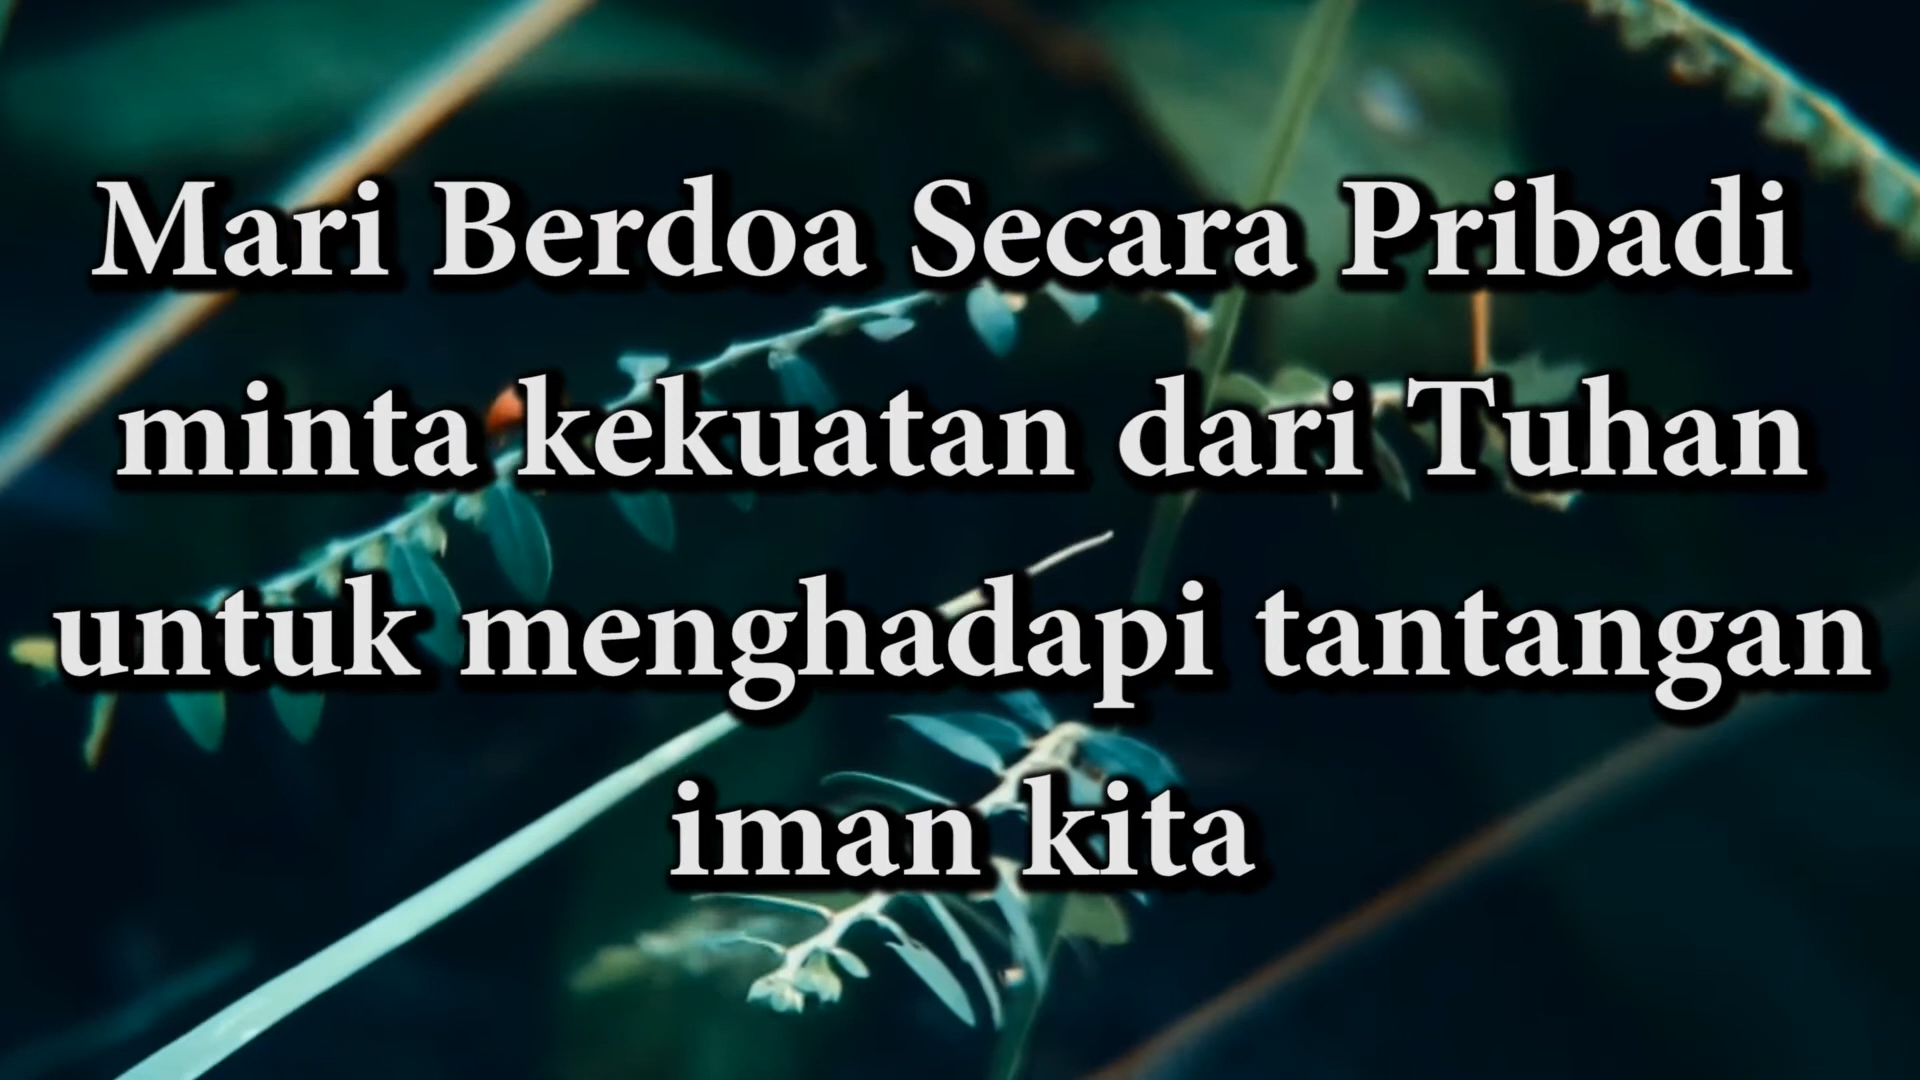 Mari Berdoa Secara Pribadi
minta kekuatan dari Tuhan
untuk menghadapi tantangan
iman kita